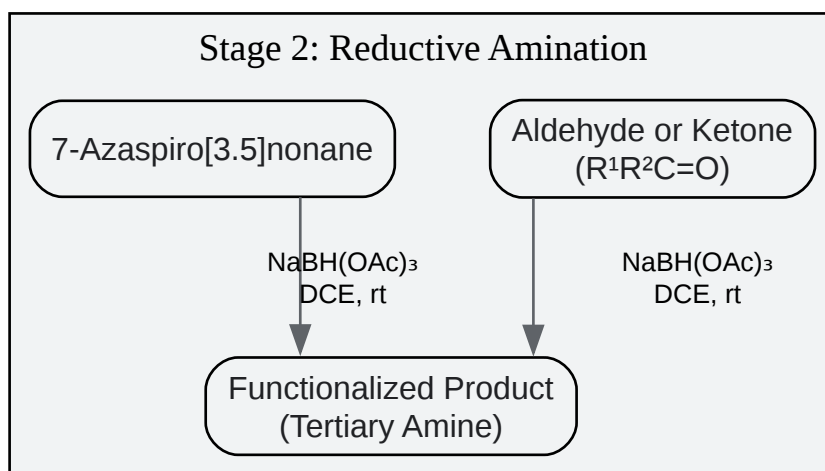 Stage 2: Reductive Amination
7-Azaspiro[3.5]nonane
Aldehyde or Ketone
(R¹R²C=O)
NaBH(OAc)₃
DCE, rt
NaBH(OAc)₃
DCE, rt
Functionalized Product
(Tertiary Amine)